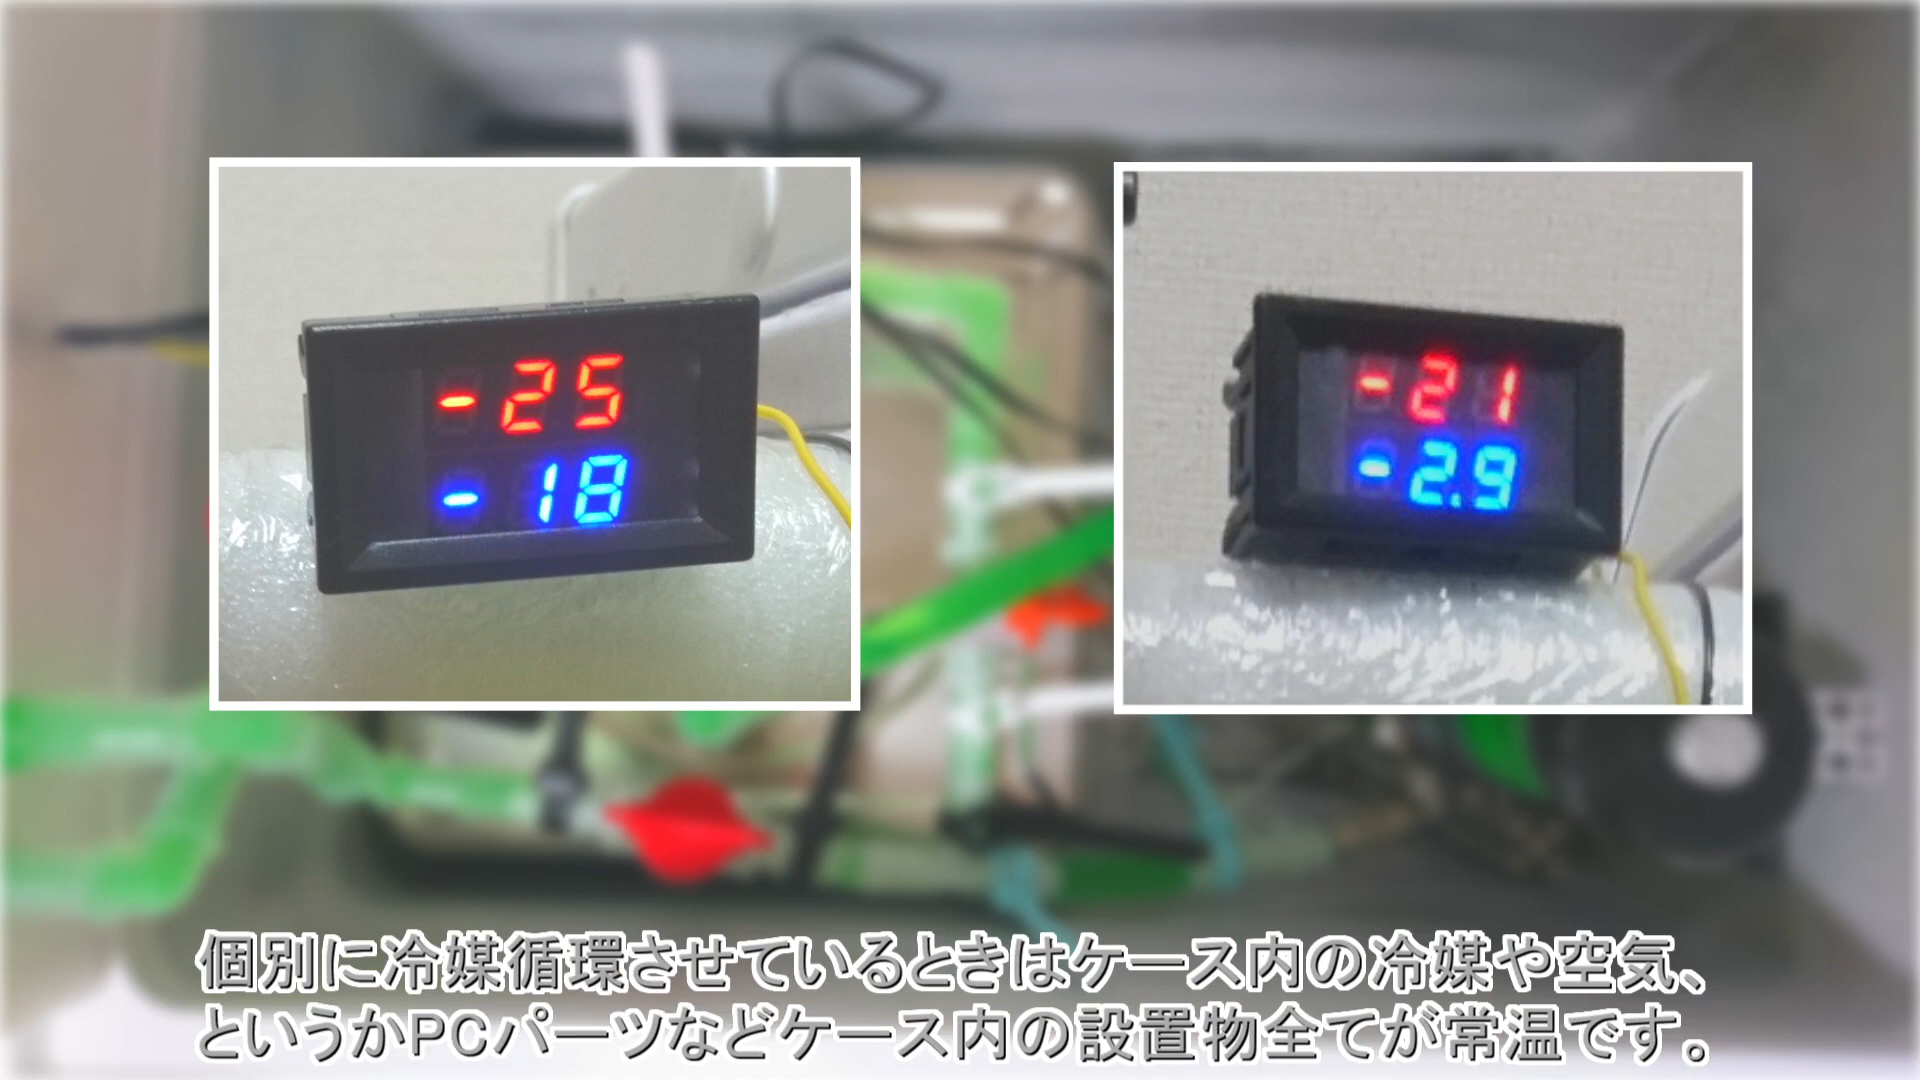 -25
-18
-21
-2.9
個別に冷媒循環させているときはケース内の冷媒や空気、
というかPCパーツなどケース内の設置物全てが常温です。